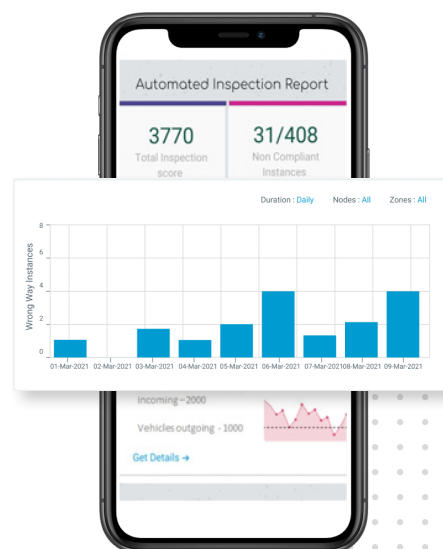 Automated Inspection Report
3770
31/408
Total Inspection
score
Non Compliant
Instances
Duration : Daily Nodes : All Zones : All
Wrong Way Instances
8
6
4
2
0
01-Mar-2021 02-Mar-2021 03-Mar-2021 04-Mar-2021 05-Mar-2021 06-Mar-2021 07-Mar-2021 08-Mar-2021 09-Mar-2021
incoming-2000
Vehicles outgoing - 1000
Get Details →